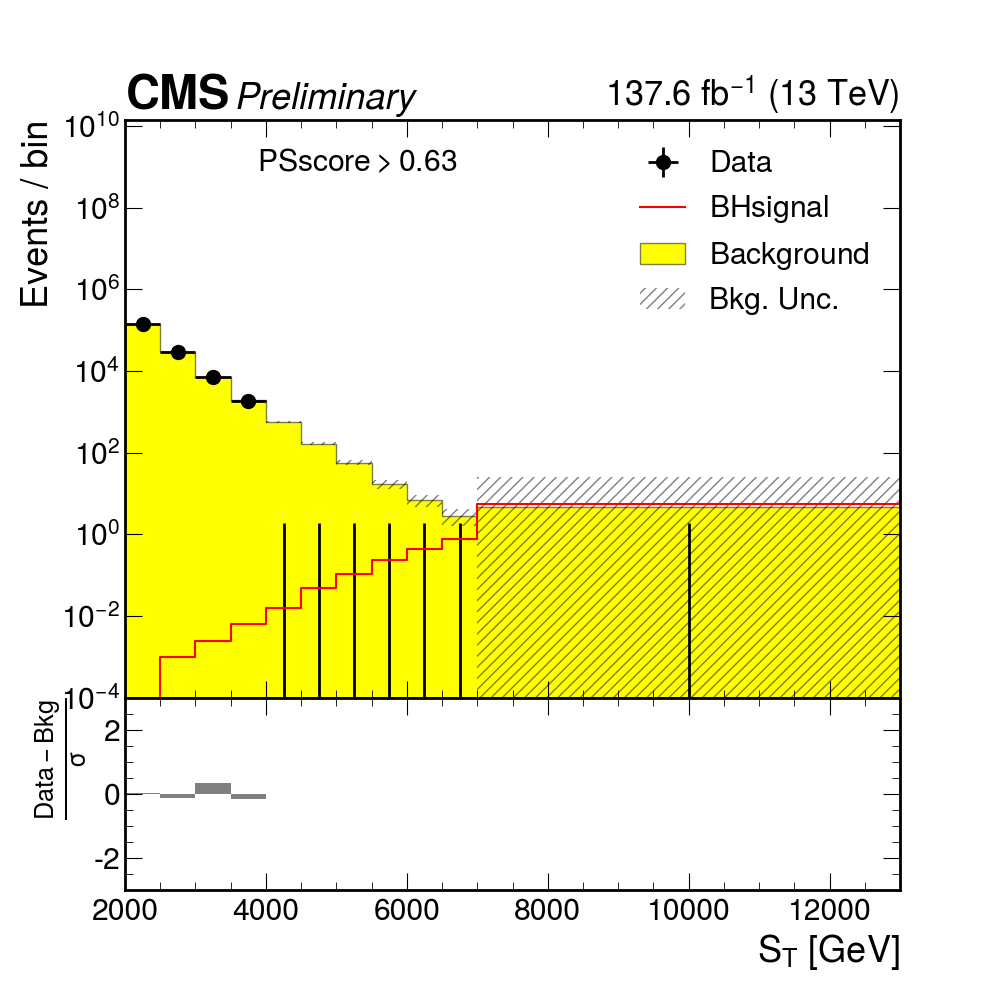 CMS Preliminary 137.6 fb⁻¹ (13 TeV)
Events / bin
10¹⁰
10⁸
10⁶
10⁴
10²
10⁰
10⁻²
10⁻⁴
PSscore > 0.63
Data
BHsignal
Background
Bkg. Unc.
Data – Bkg
σ
2
0
-2
2000 4000 6000 8000 10000 12000
S_T [GeV]